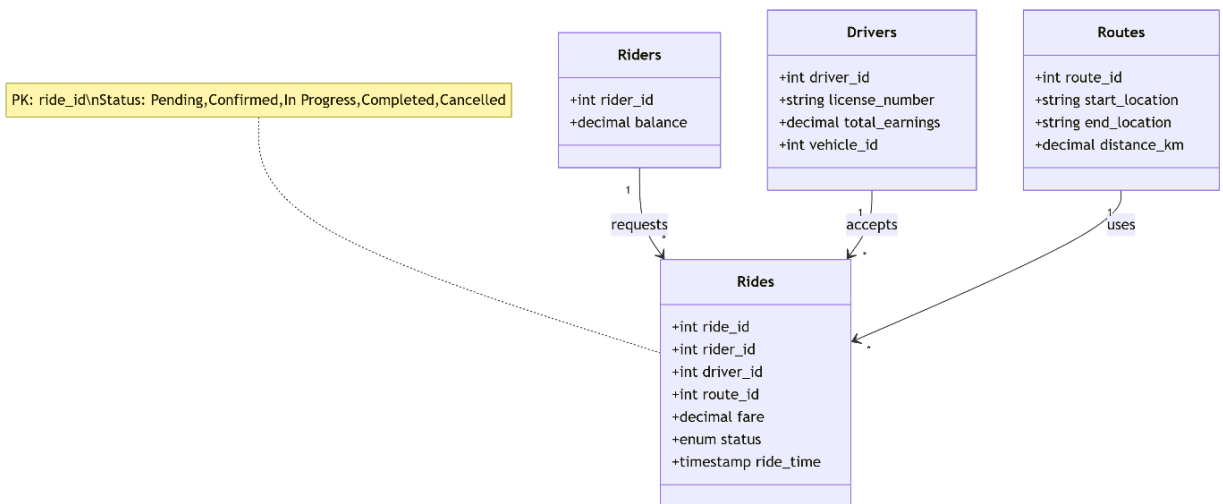 PK: ride_id\nStatus: Pending,Confirmed,In Progress,Completed,Cancelled
Riders
+int rider_id
+decimal balance
Drivers
+int driver_id
+string license_number
+decimal total_earnings
+int vehicle_id
Routes
+int route_id
+string start_location
+string end_location
+decimal distance_km
1
requests
*
1
accepts
*
1
uses
*
Rides
+int ride_id
+int rider_id
+int driver_id
+int route_id
+decimal fare
+enum status
+timestamp ride_time